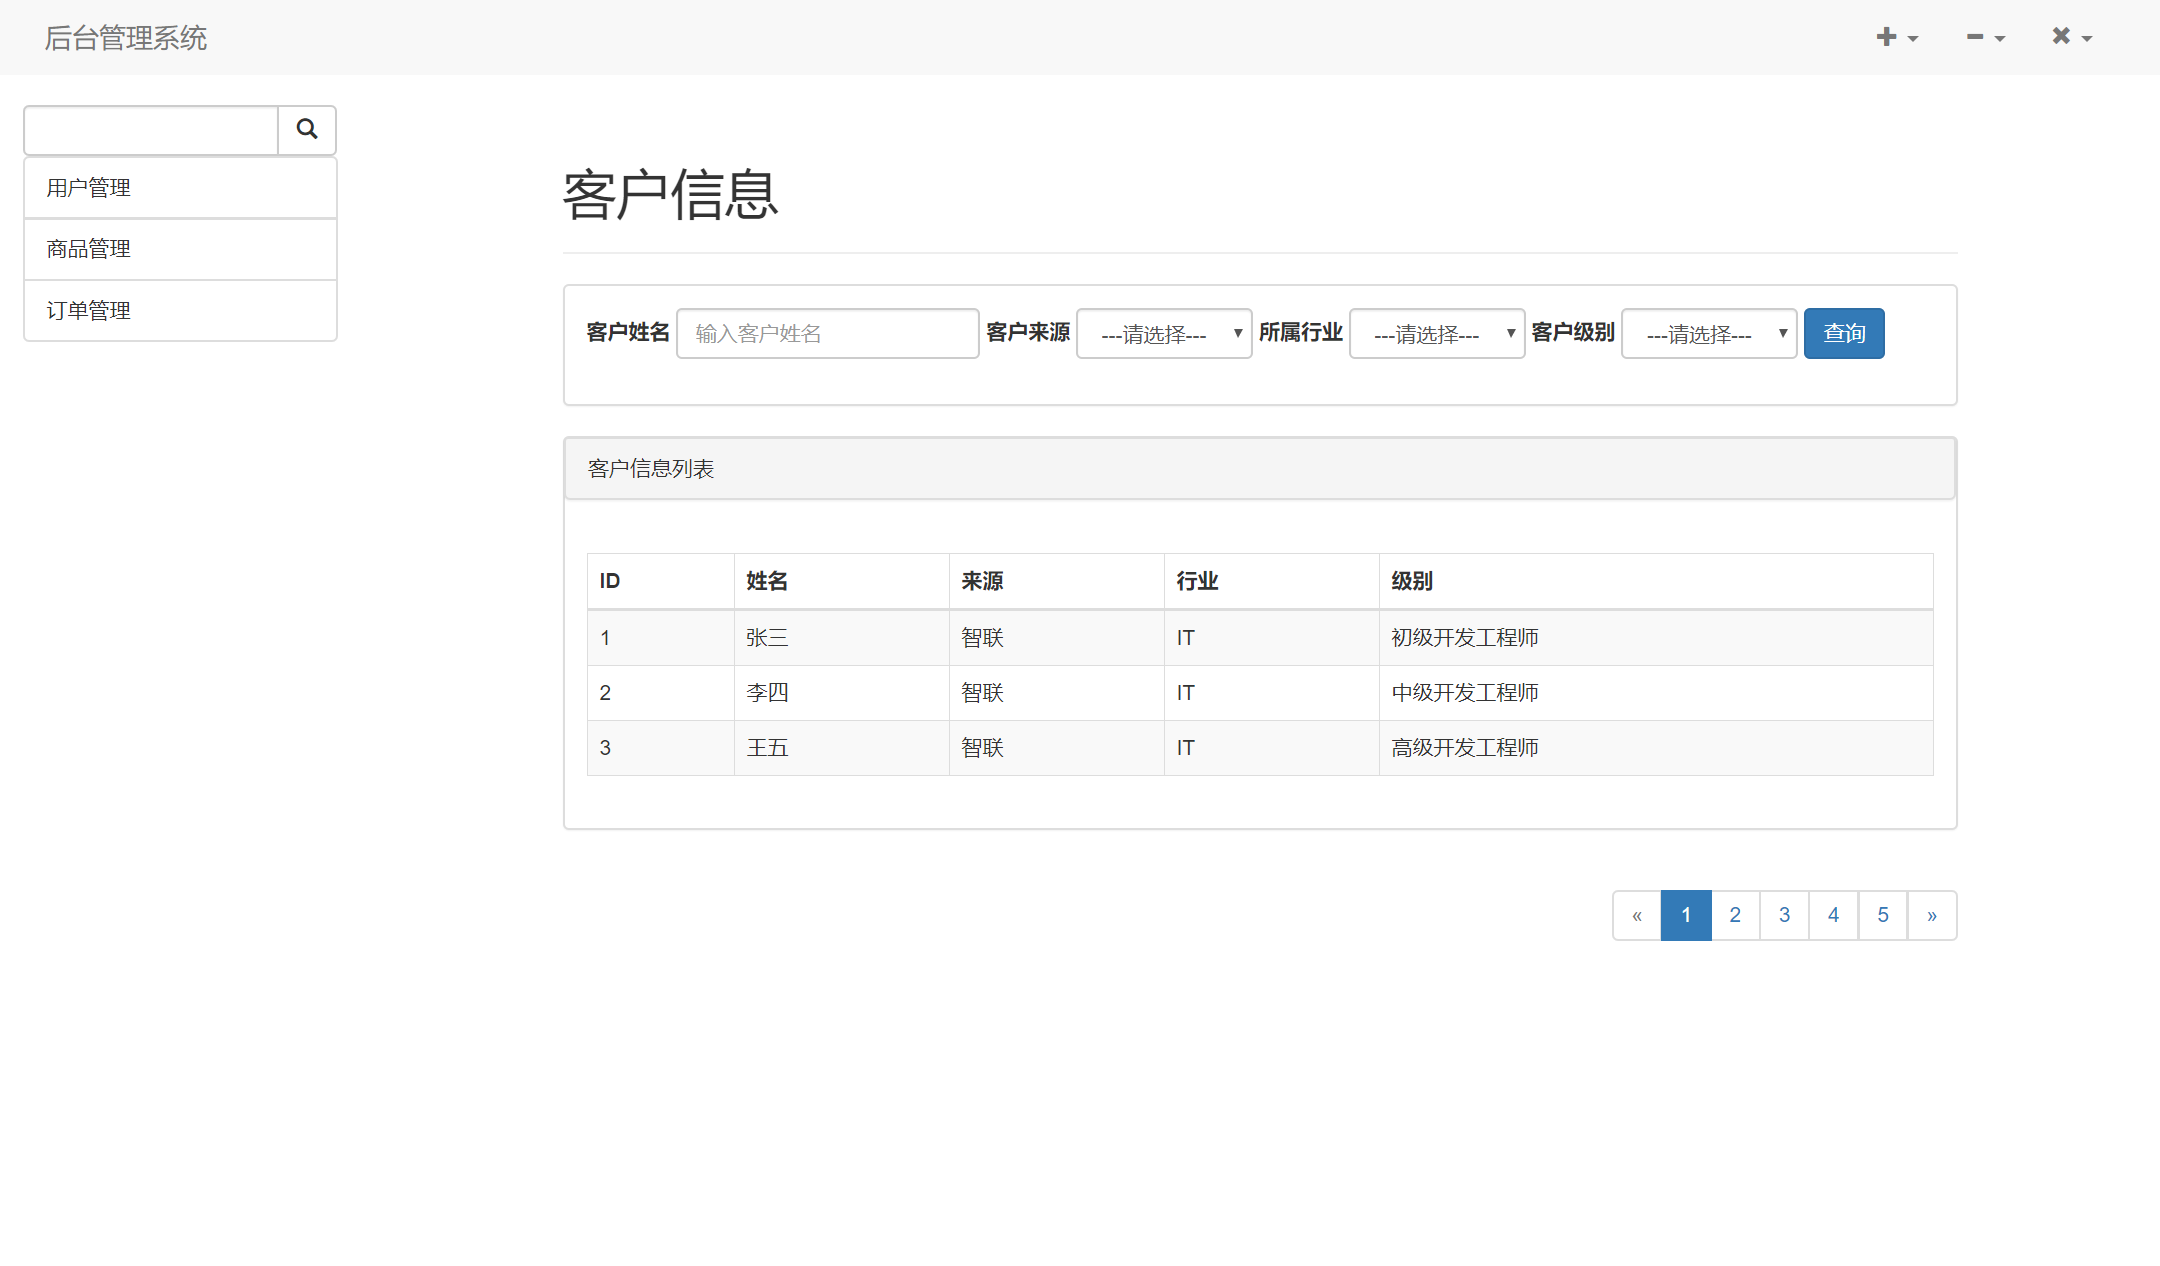 后台管理系统
用户管理
商品管理
订单管理
客户信息
客户姓名 输入客户姓名 客户来源 ---请选择--- 所属行业 ---请选择--- 客户级别 ---请选择--- 查询
客户信息列表
ID 姓名 来源 行业 级别
1 张三 智联 IT 初级开发工程师
2 李四 智联 IT 中级开发工程师
3 王五 智联 IT 高级开发工程师
« 1 2 3 4 5 »